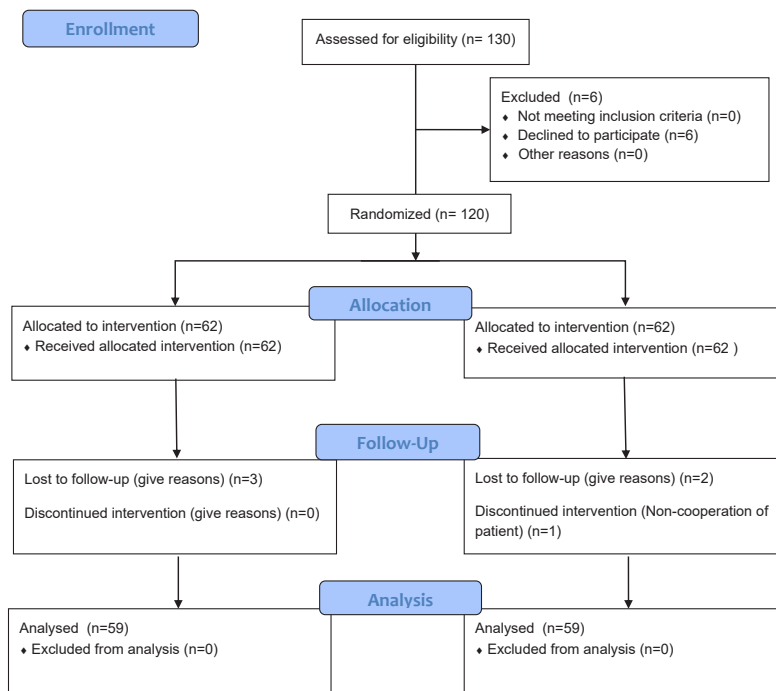 Enrollment
Assessed for eligibility (n= 130)
Excluded (n=6)
♦ Not meeting inclusion criteria (n=0)
♦ Declined to participate (n=6)
♦ Other reasons (n=0)
Randomized (n= 120)
Allocation
Allocated to intervention (n=62)
♦ Received allocated intervention (n=62)
Allocated to intervention (n=62)
♦ Received allocated intervention (n=62 )
Follow-Up
Lost to follow-up (give reasons) (n=3)
Discontinued intervention (give reasons) (n=0)
Lost to follow-up (give reasons) (n=2)
Discontinued intervention (Non-cooperation of
patient) (n=1)
Analysis
Analysed (n=59)
♦ Excluded from analysis (n=0)
Analysed (n=59)
♦ Excluded from analysis (n=0)